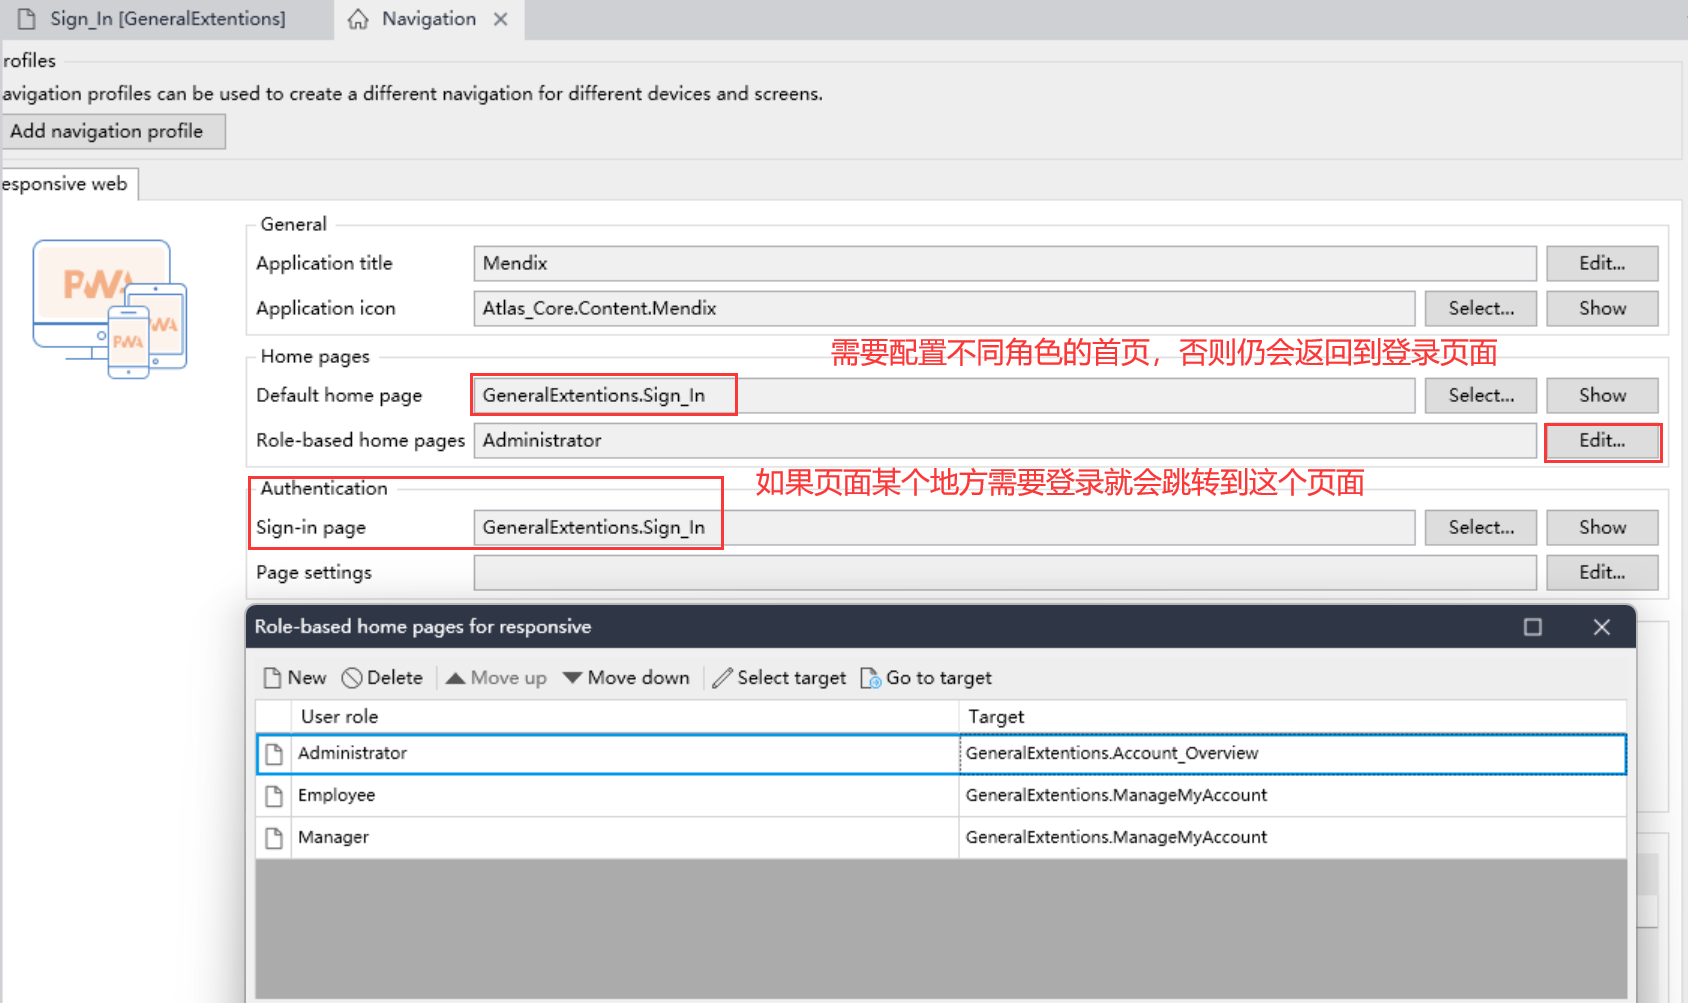 Sign_In [GeneralExtentions]
Navigation
rofiles
avigation profiles can be used to create a different navigation for different devices and screens.
Add navigation profile
esponsive web
PWA
PWA
WA
General
Application title
Mendix
Edit...
Application icon
Atlas_Core.Content.Mendix
Select...
Show
Home pages
需要配置不同角色的首页，否则仍会返回到登录页面
Default home page
GeneralExtentions.Sign_In
Select...
Show
Role-based home pages
Administrator
Edit...
如果页面某个地方需要登录就会跳转到这个页面
Authentication
Sign-in page
GeneralExtentions.Sign_In
Select...
Show
Page settings
Edit...
Role-based home pages for responsive
New
Delete
Move up
Move down
Select target
Go to target
User role
Target
Administrator
GeneralExtentions.Account_Overview
Employee
GeneralExtentions.ManageMyAccount
Manager
GeneralExtentions.ManageMyAccount